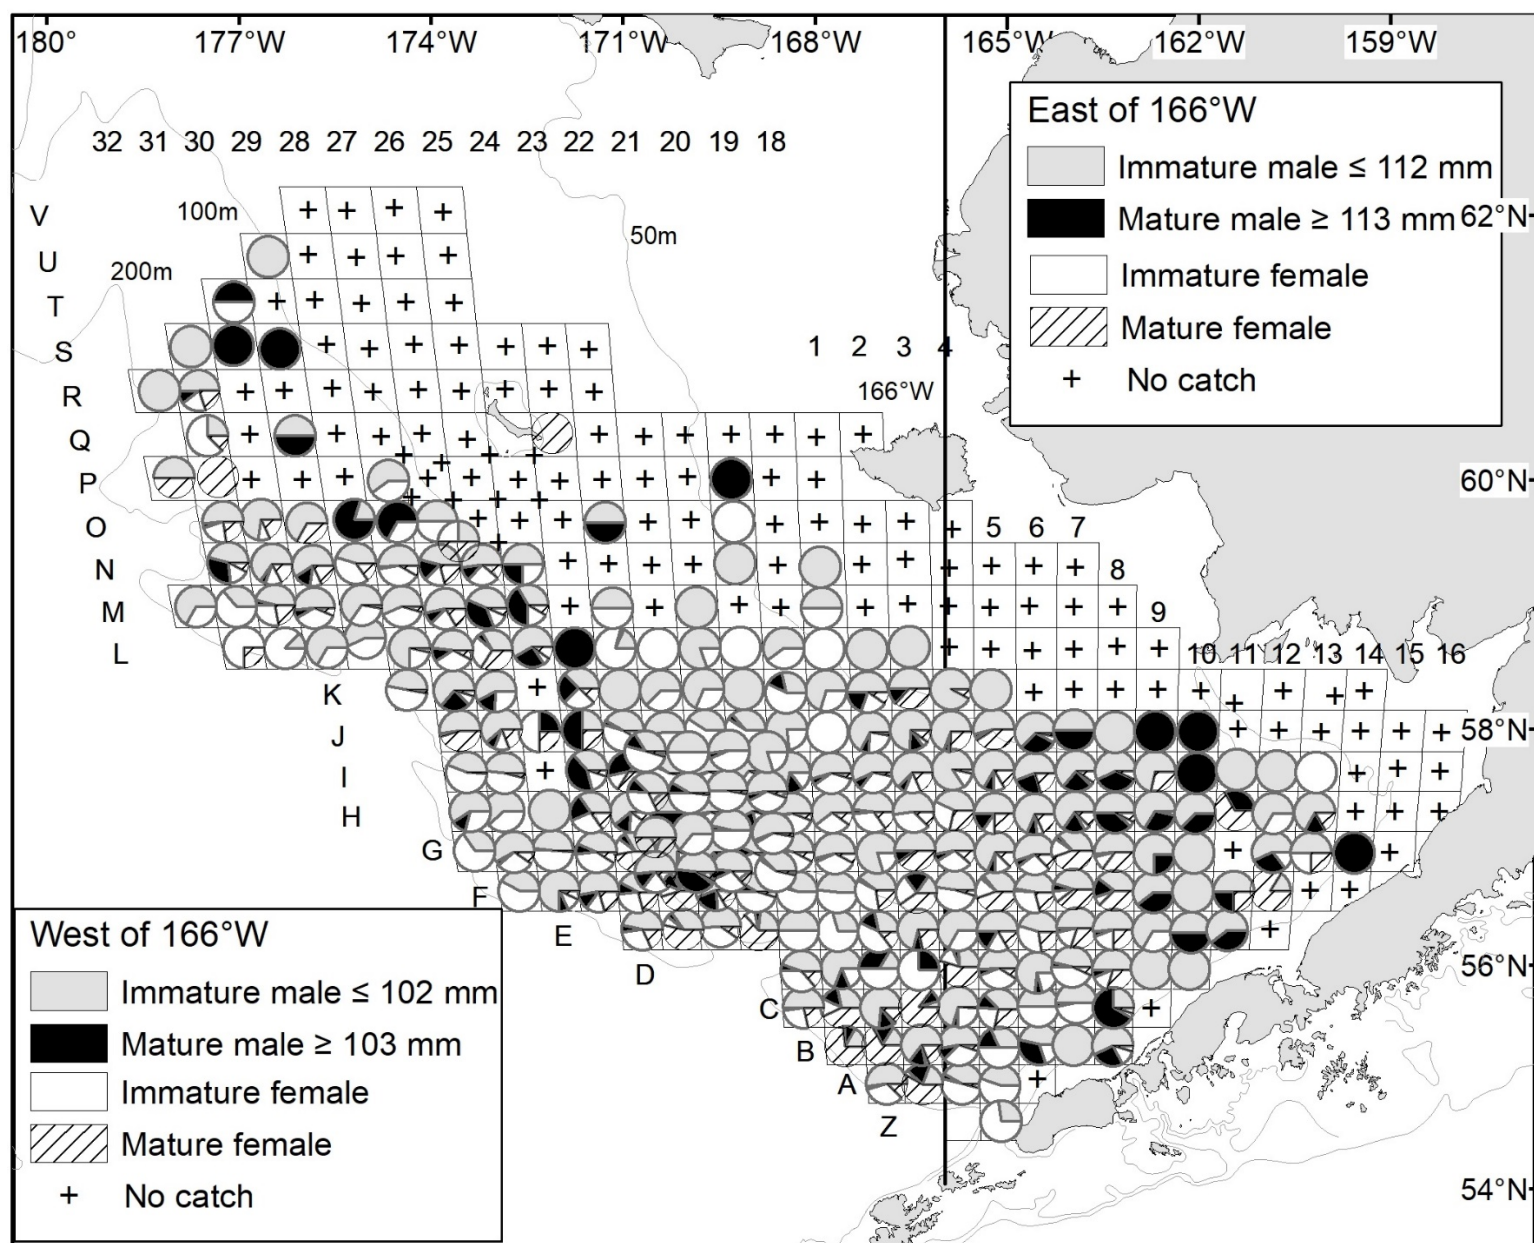 180° 177°W 174°W 171°W 168°W 165°W 162°W 159°W
East of 166°W
Immature male ≤ 112 mm
Mature male ≥ 113 mm
Immature female
Mature female
+ No catch
32 31 30 29 28 27 26 25 24 23 22 21 20 19 18
V
100m
62°N
50m
U
200m
T
S
1 2 3 4
R
166°W
Q
P
60°N
O
5 6 7
N
8
M
9
L
10 11 12 13 14 15 16
K
J
58°N
I
H
G
F
E
D
56°N
C
B
A
Z
54°N
West of 166°W
Immature male ≤ 102 mm
Mature male ≥ 103 mm
Immature female
Mature female
+ No catch